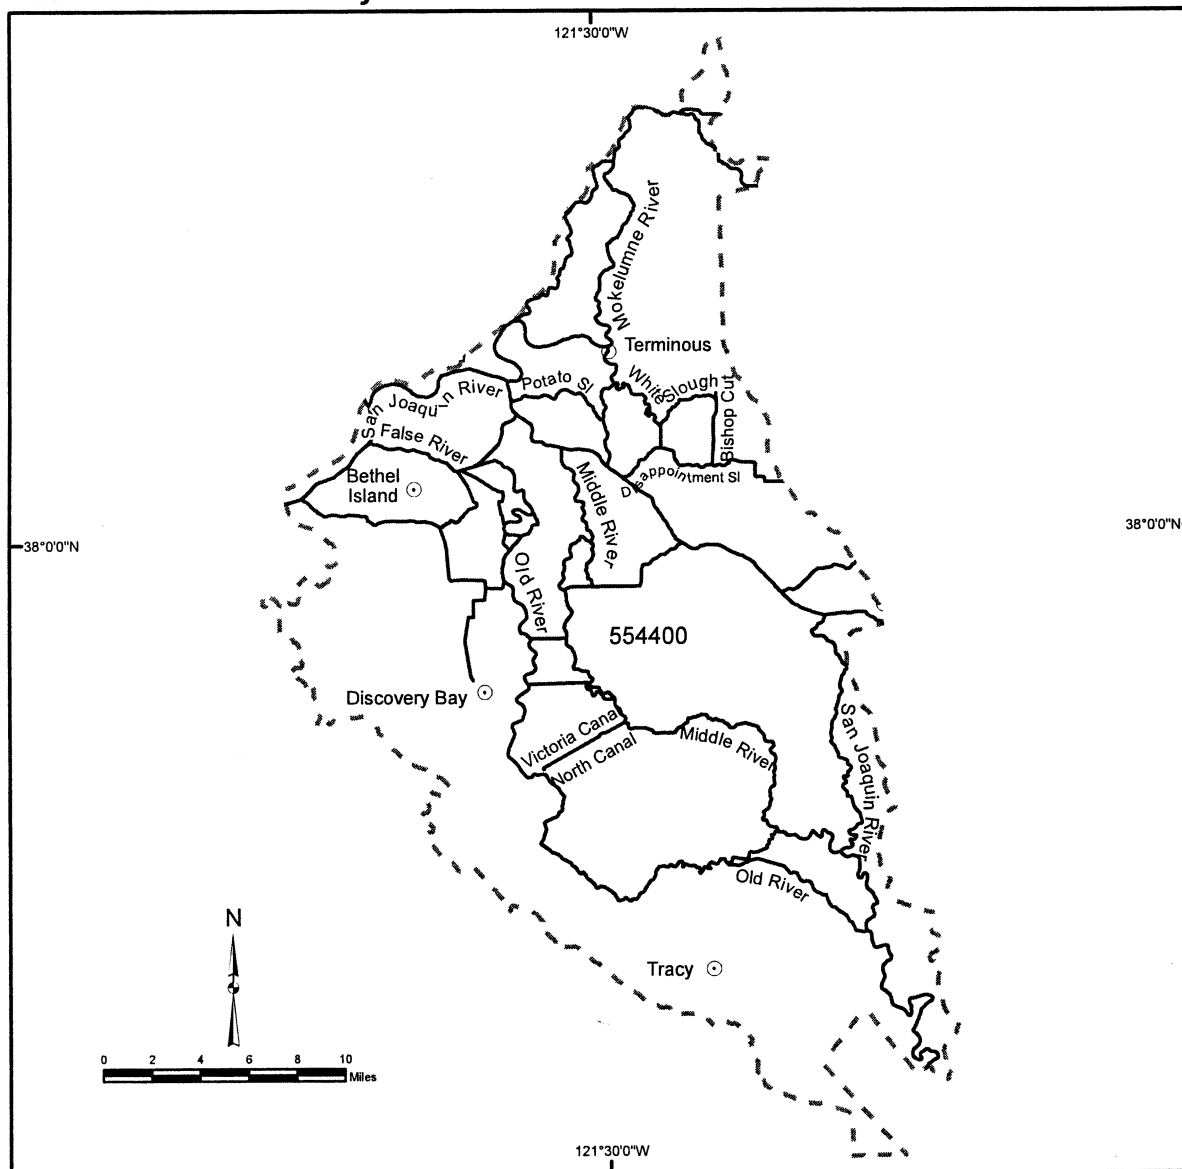 121°30'0"W
Mokelumne River
Terminous
White Slough
Potato Sl
Bishop Cut
San Joaquin River
False River
Disappointment Sl
Bethel
Island
Middle River
38°0'0"N
38°0'0"N
Old River
554400
Discovery Bay
Victoria Canal
North Canal
Middle River
San Joaquin River
Old River
Tracy
N
0 2 4 6 8 10
Miles
121°30'0"W